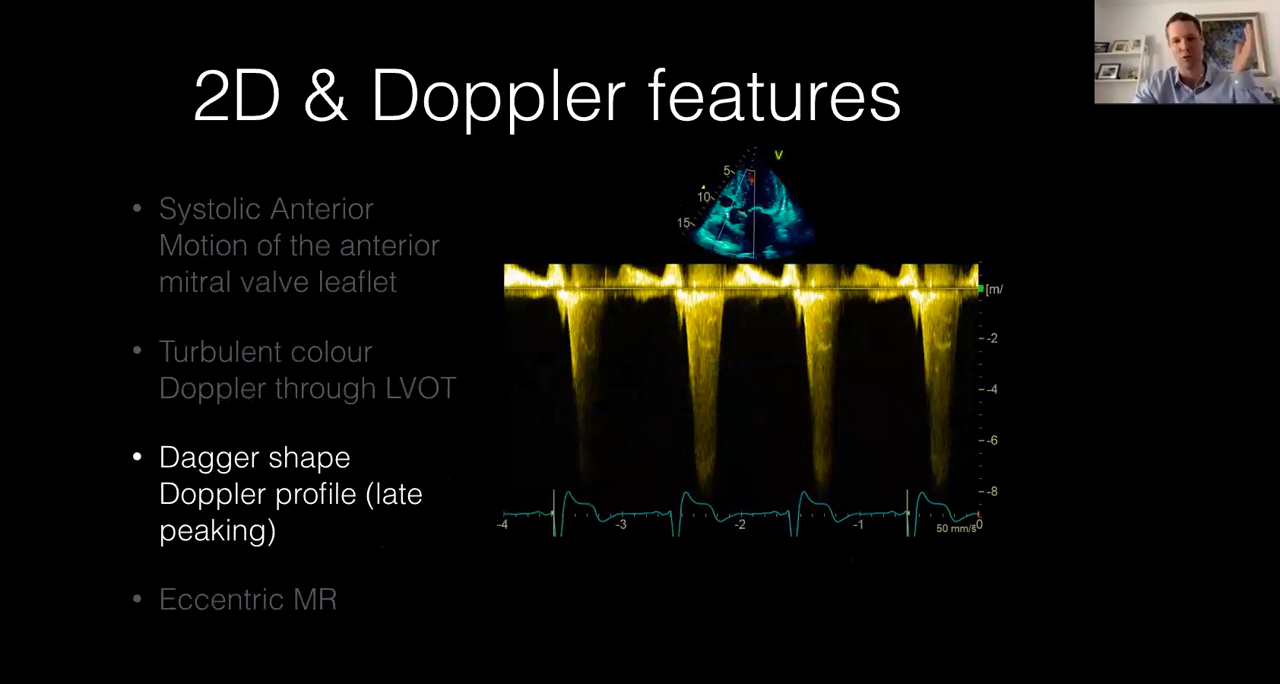 2D & Doppler features
• Systolic Anterior
Motion of the anterior
mitral valve leaflet
• Turbulent colour
Doppler through LVOT
• Dagger shape
Doppler profile (late
peaking)
• Eccentric MR
V
5
10
15
[m/
-2
-4
-6
-8
-4 -3 -2 -1 0
50 mm/s